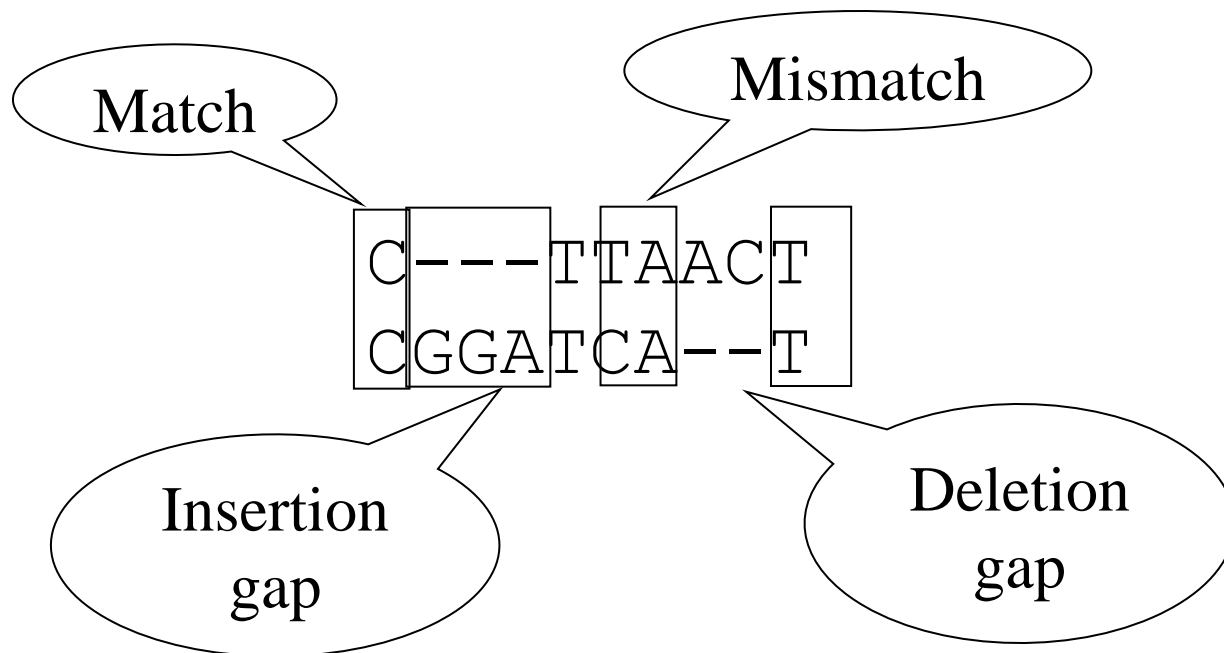 Match
Mismatch
C---TTAACT
CGGATCA--T
Insertion
gap
Deletion
gap